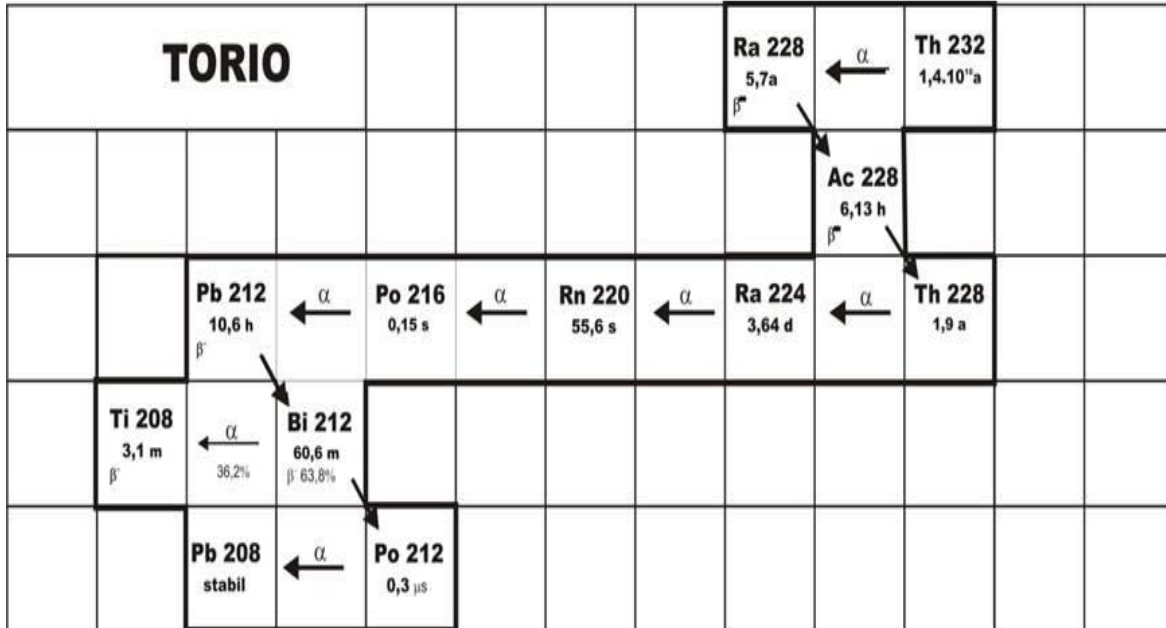 TORIO
Ra 228
5,7a
β⁻
α
Th 232
1,4.10¹⁰a
Ac 228
6,13 h
β⁻
Pb 212
10,6 h
β⁻
α
Po 216
0,15 s
α
Rn 220
55,6 s
α
Ra 224
3,64 d
α
Th 228
1,9 a
Ti 208
3,1 m
β⁻
α
36,2%
Bi 212
60,6 m
β⁻ 63,8%
Pb 208
stabil
α
Po 212
0,3 μs